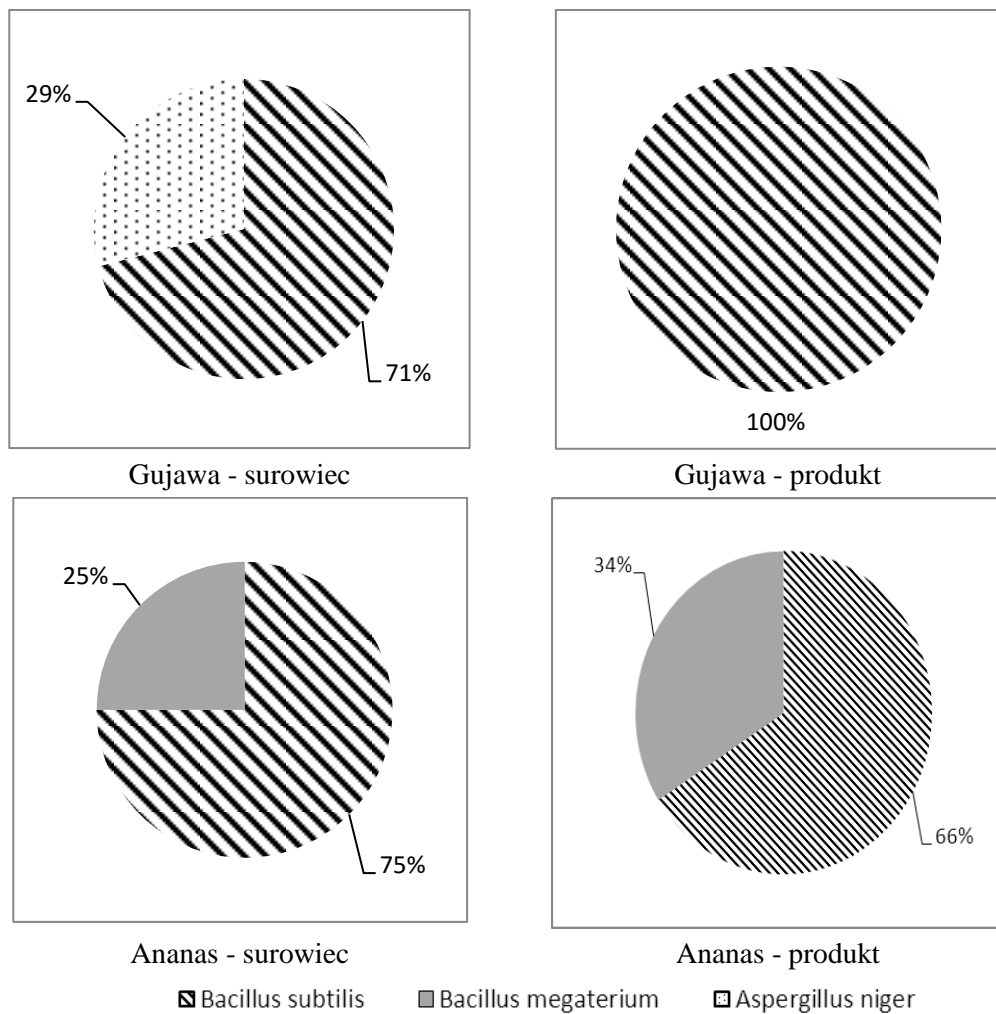 29%
71%
100%
Gujawa - surowiec
Gujawa - produkt
25%
75%
34%
66%
Ananas - surowiec
Ananas - produkt
Bacillus subtilis
Bacillus megaterium
Aspergillus niger